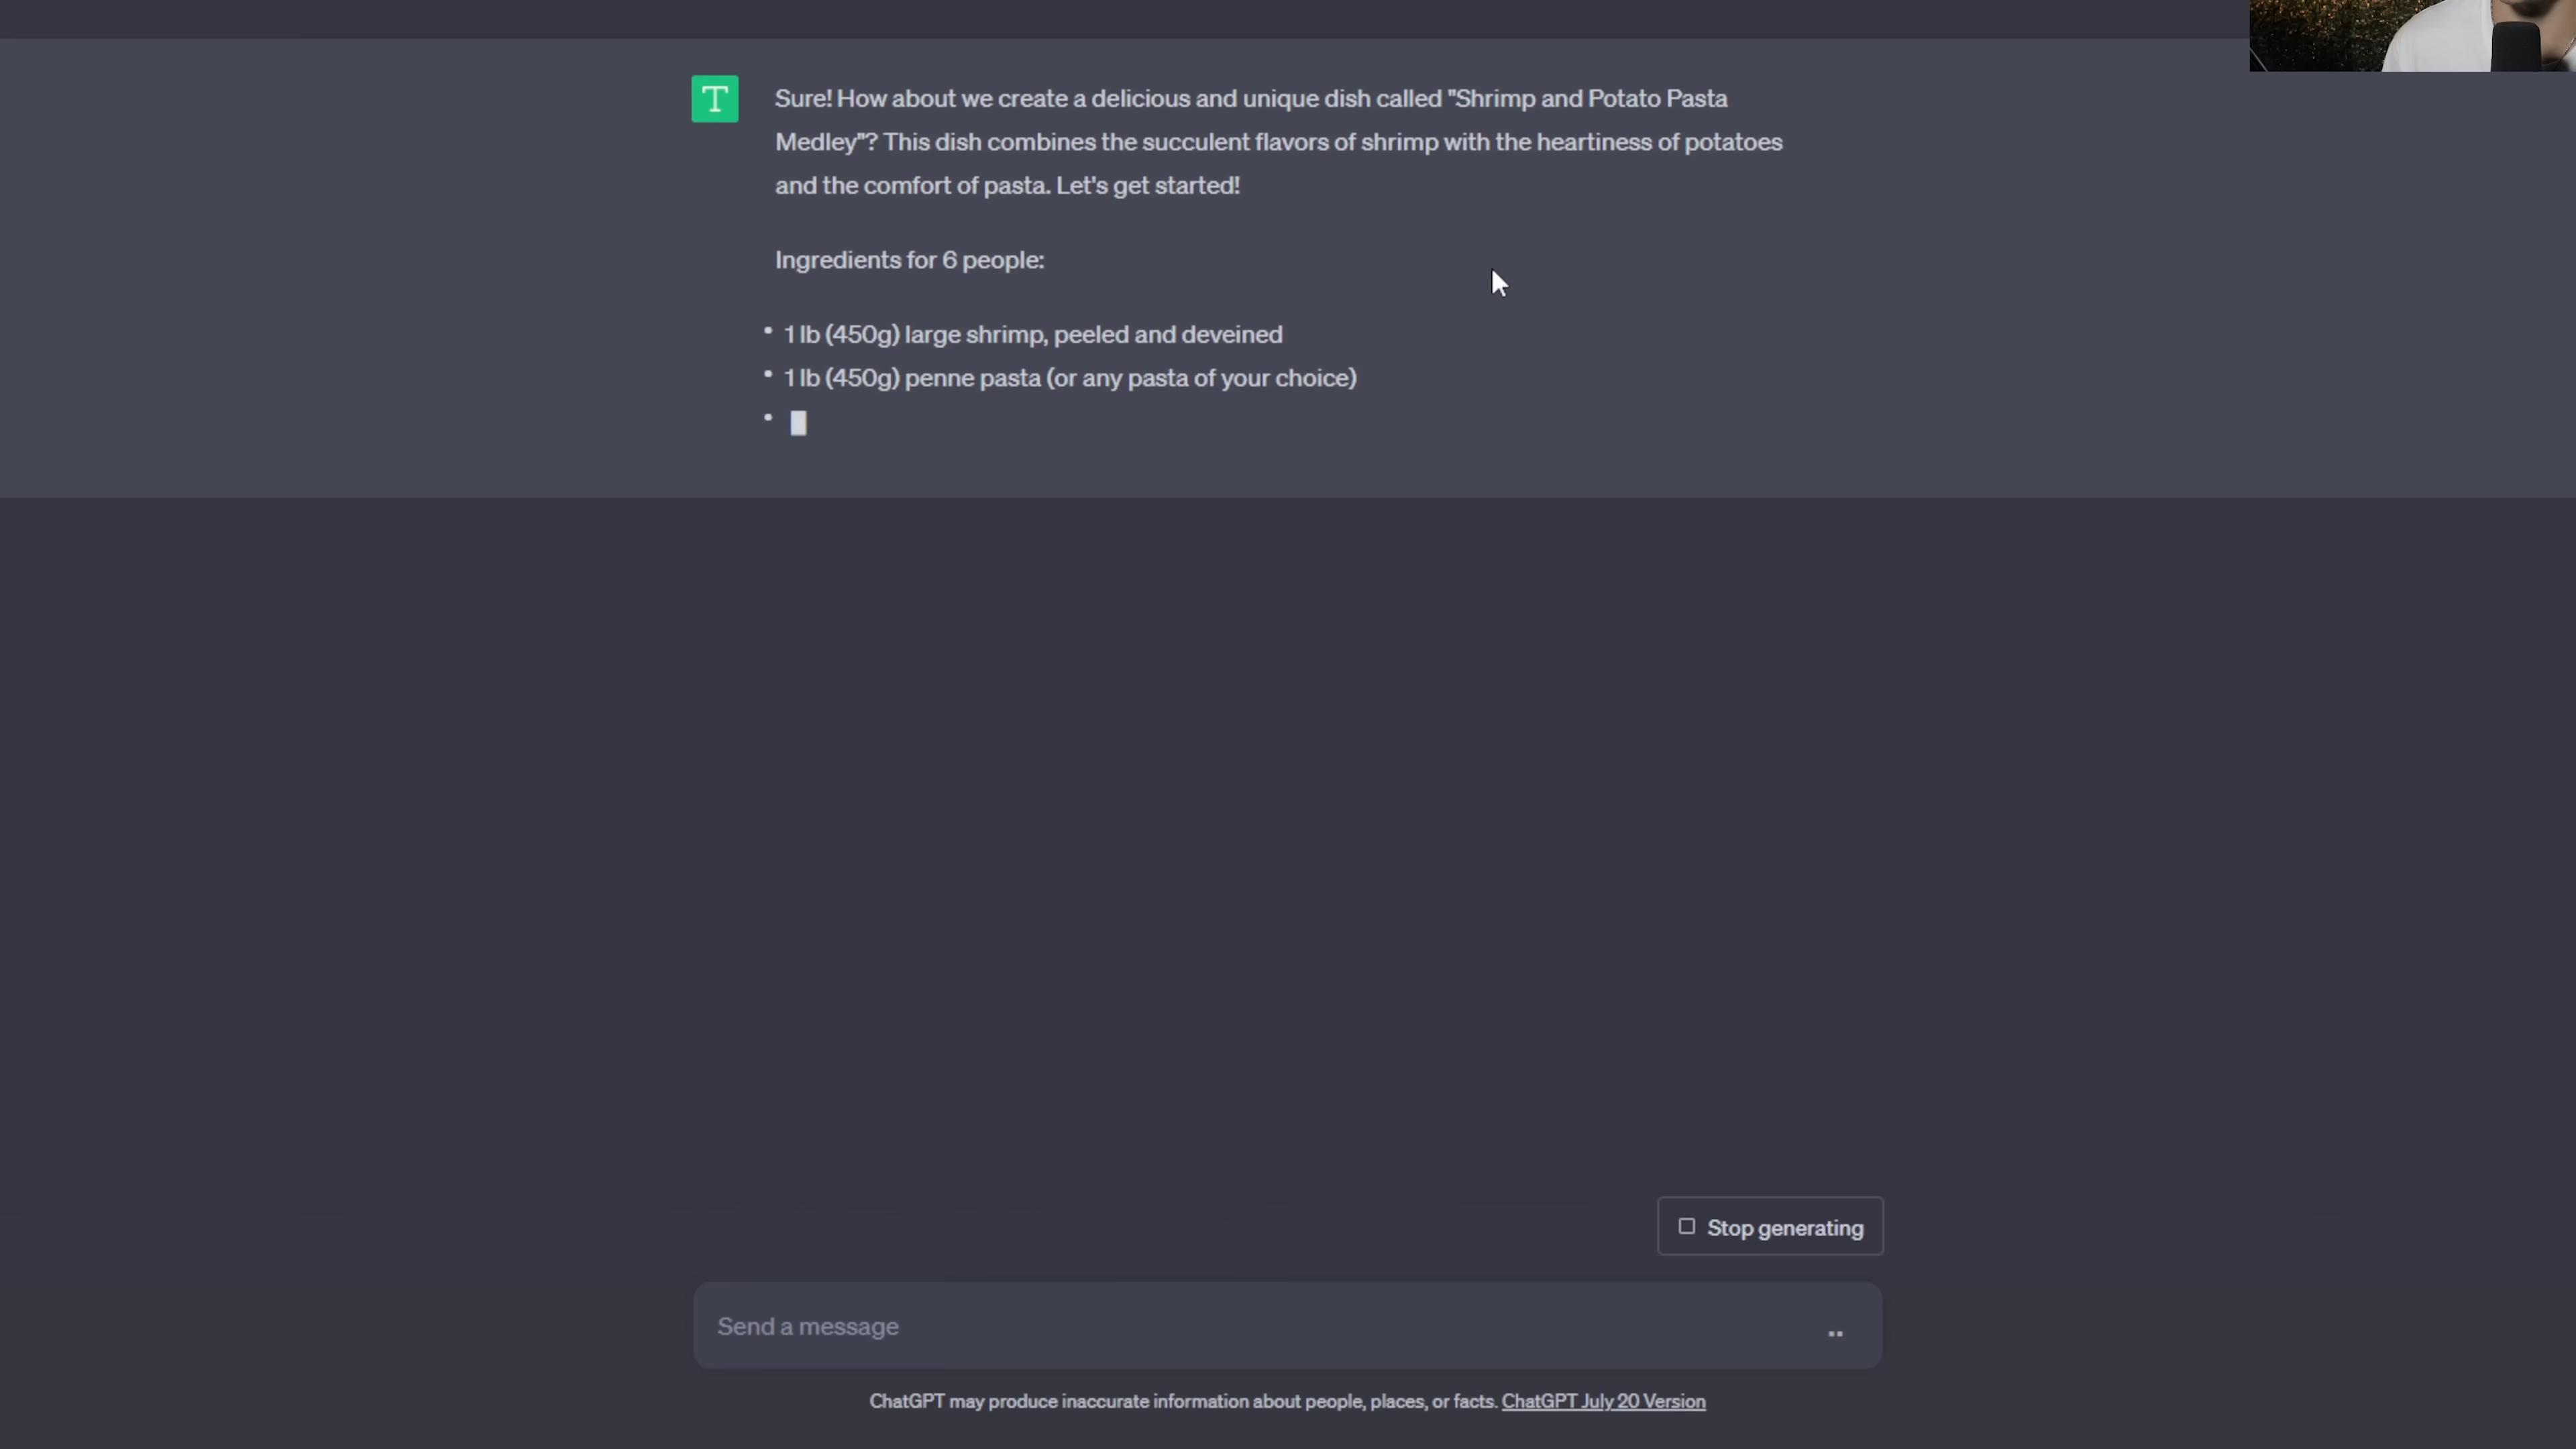 T
Sure! How about we create a delicious and unique dish called "Shrimp and Potato Pasta
Medley"? This dish combines the succulent flavors of shrimp with the heartiness of potatoes
and the comfort of pasta. Let's get started!
Ingredients for 6 people:
• 1 lb (450g) large shrimp, peeled and deveined
• 1 lb (450g) penne pasta (or any pasta of your choice)
•
Stop generating
Send a message
ChatGPT may produce inaccurate information about people, places, or facts. ChatGPT July 20 Version